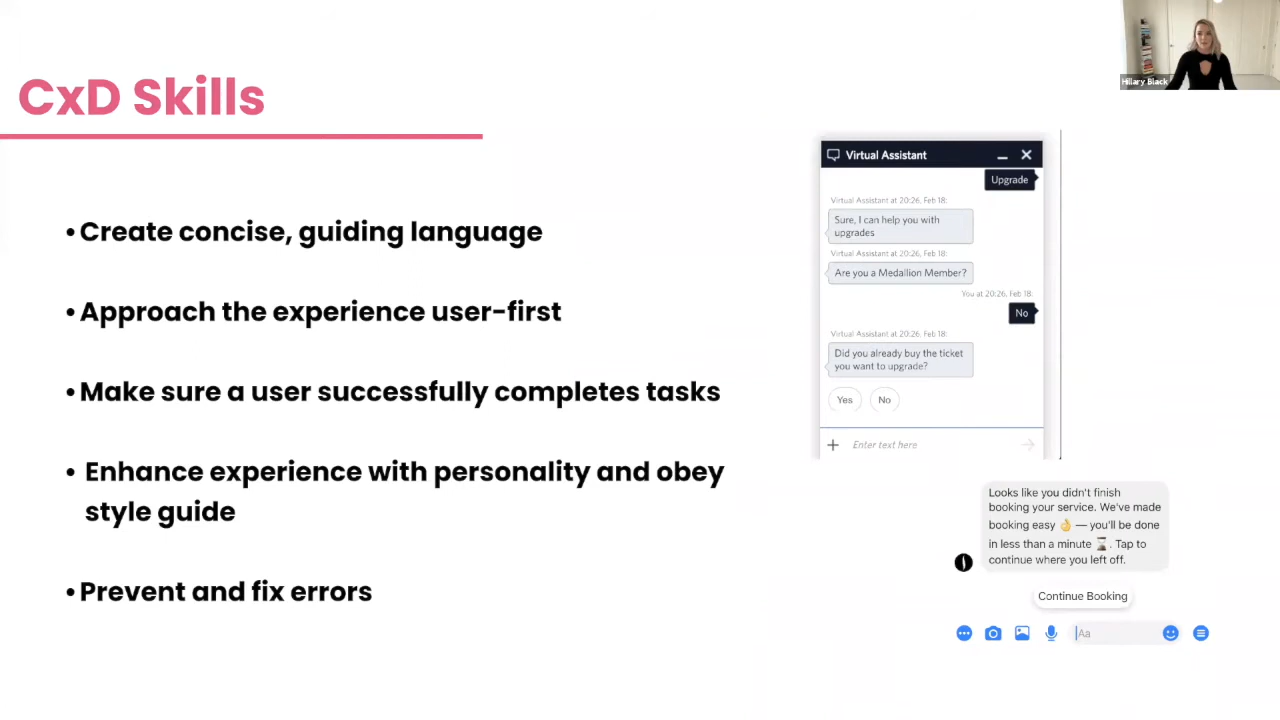 CxD Skills
•Create concise, guiding language
•Approach the experience user-first
•Make sure a user successfully completes tasks
• Enhance experience with personality and obey
style guide
•Prevent and fix errors
Hillary Black
Virtual Assistant
Upgrade
Virtual Assistant at 20:26, Feb 18:
Sure, I can help you with
upgrades
Virtual Assistant at 20:26, Feb 18:
Are you a Medallion Member?
You at 20:26, Feb 18:
No
Virtual Assistant at 20:26, Feb 18:
Did you already buy the ticket
you want to upgrade?
Yes No
Enter text here
Looks like you didn't finish
booking your service. We've made
booking easy 👌 — you'll be done
in less than a minute ⏳. Tap to
continue where you left off.
Continue Booking
Aa